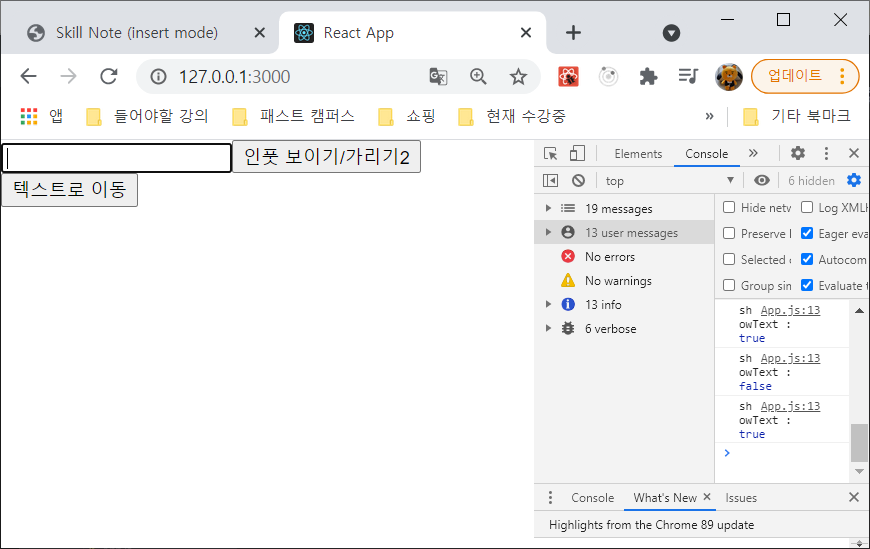 Skill Note (insert mode)
React App
127.0.0.1:3000
업데이트
앱
들어야할 강의
패스트 캠퍼스
쇼핑
현재 수강중
»
기타 북마크
인풋 보이기/가리기2
텍스트로 이동
Elements
Console
»
top
6 hidden
19 messages
13 user messages
No errors
No warnings
13 info
6 verbose
Hide netw
Log XMLH
Preserve l
Eager eva
Selected c
Autocom
Group sim
Evaluate t
sh App.js:13
owText :
true
sh App.js:13
owText :
false
sh App.js:13
owText :
true
>
Console
What's New
Issues
Highlights from the Chrome 89 update